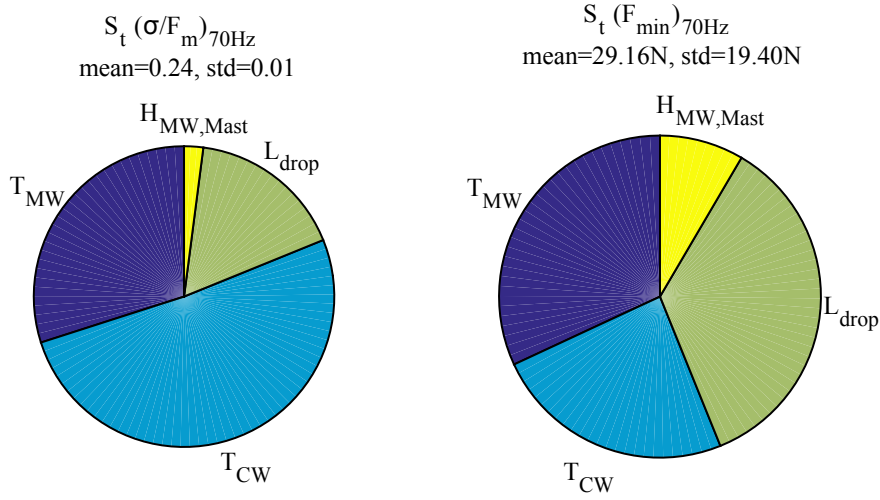 S_t (σ/F_m)_70Hz
mean=0.24, std=0.01
H_MW,Mast
L_drop
T_MW
T_CW
S_t (F_min)_70Hz
mean=29.16N, std=19.40N
H_MW,Mast
T_MW
L_drop
T_CW